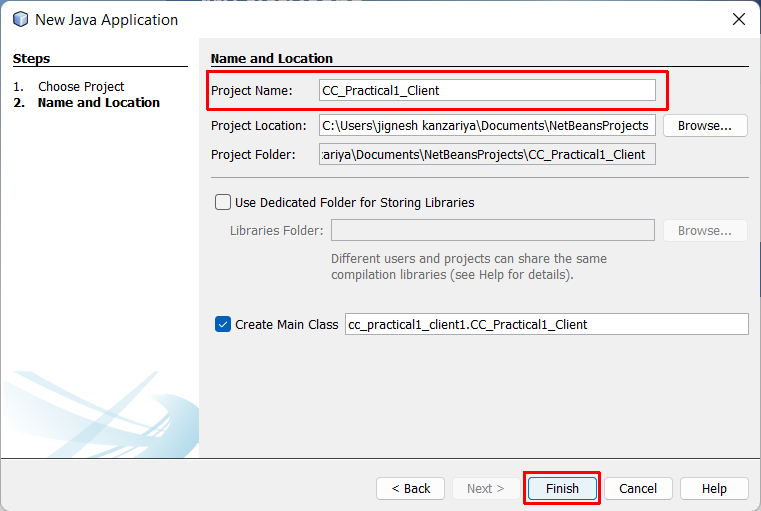 New Java Application
Steps
1. Choose Project
2. Name and Location
Name and Location
Project Name: CC_Practical1_Client
Project Location: C:\Users\jignesh kanzariya\Documents\NetBeansProjects Browse...
Project Folder: ariya\Documents\NetBeansProjects\CC_Practical1_Client
Use Dedicated Folder for Storing Libraries
Libraries Folder: Browse...
Different users and projects can share the same
compilation libraries (see Help for details).
Create Main Class cc_practical1_client1.CC_Practical1_Client
< Back Next > Finish Cancel Help